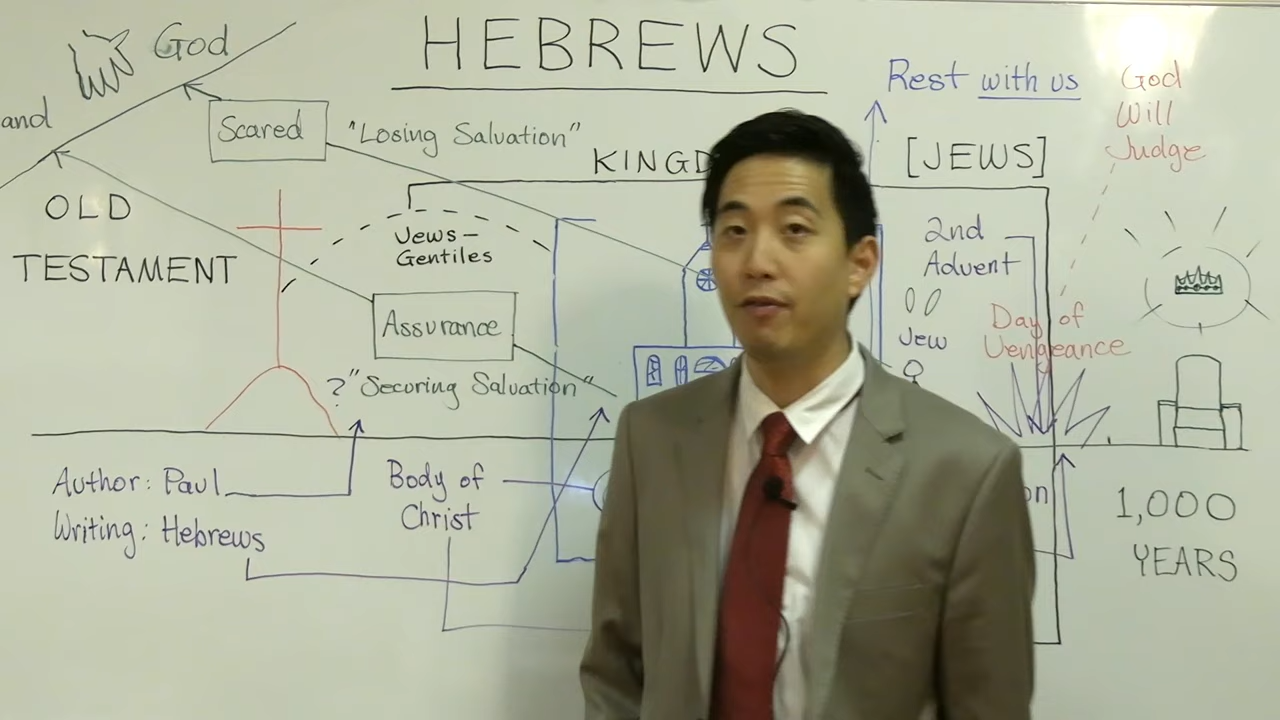 HEBREWS
God
and
Scared
"Losing Salvation"
Rest with us
God
Will
Judge
KINGD
[JEWS]
OLD
TESTAMENT
Jews –
Gentiles
2nd
Advent
Jew
Assurance
Day of
Vengeance
? "Securing Salvation"
Author: Paul
Writing: Hebrews
Body of
Christ
on
1,000
YEARS